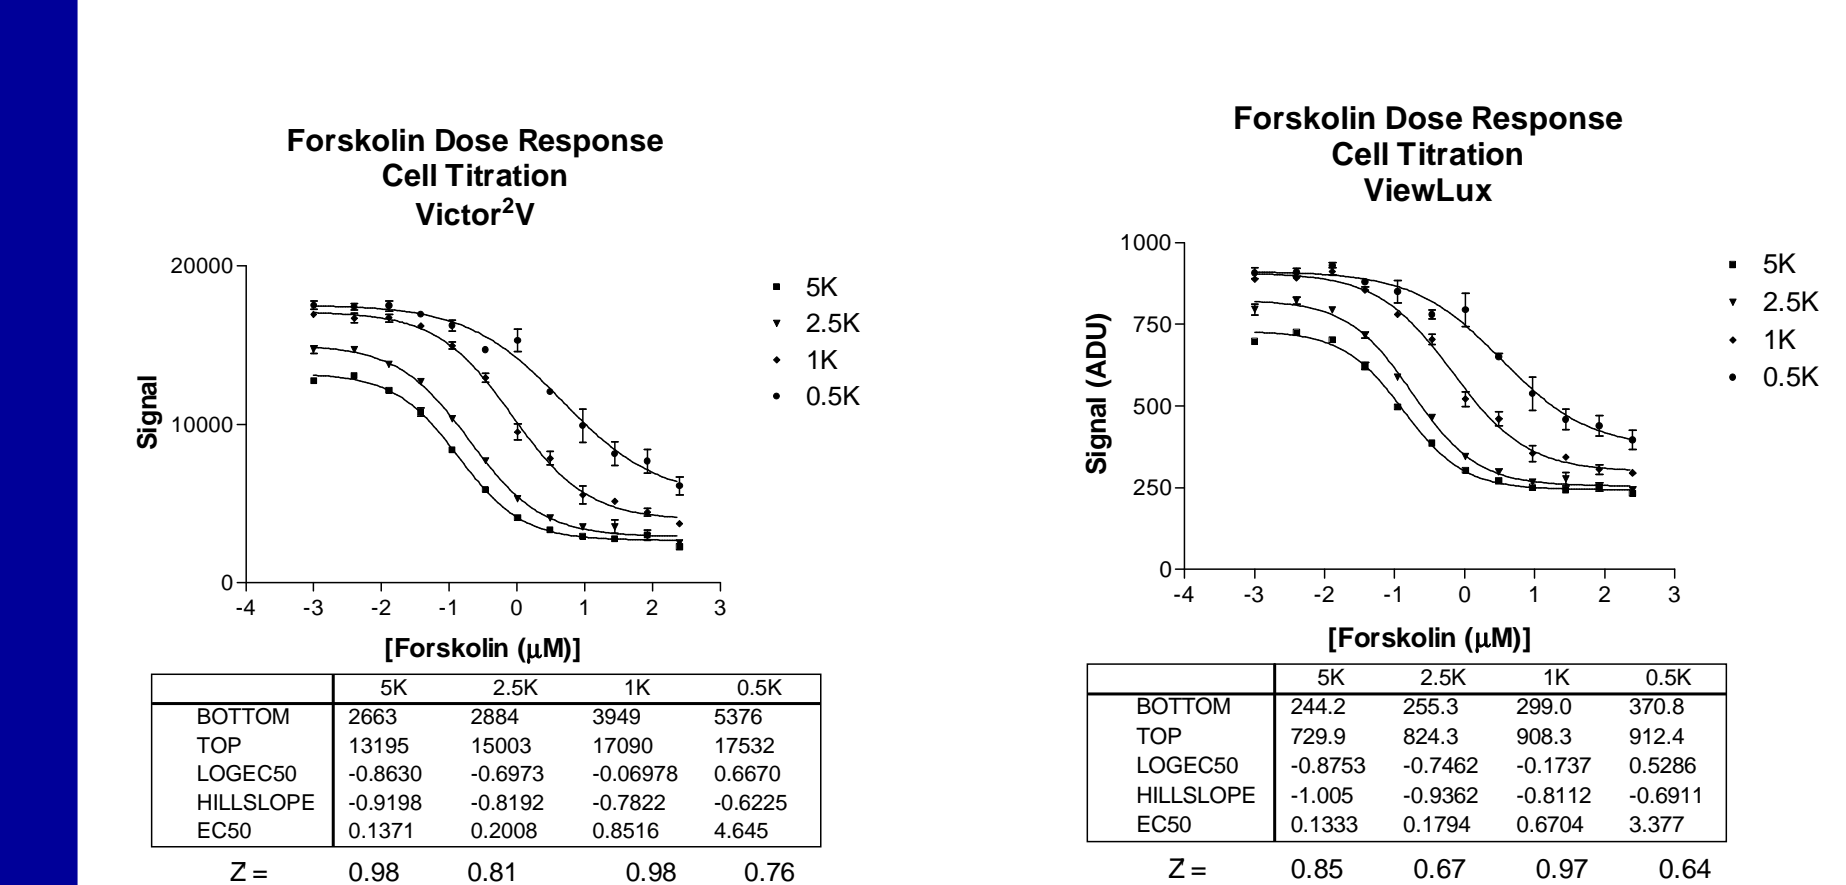 Forskolin Dose Response
Cell Titration
Victor²V
20000
10000
0
Signal
-4 -3 -2 -1 0 1 2 3
[Forskolin (μM)]
5K
2.5K
1K
0.5K
5K 2.5K 1K 0.5K
BOTTOM 2663 2884 3949 5376
TOP 13195 15003 17090 17532
LOGEC50 -0.8630 -0.6973 -0.06978 0.6670
HILLSLOPE -0.9198 -0.8192 -0.7822 -0.6225
EC50 0.1371 0.2008 0.8516 4.645
Z = 0.98 0.81 0.98 0.76
Forskolin Dose Response
Cell Titration
ViewLux
1000
750
500
250
0
Signal (ADU)
-4 -3 -2 -1 0 1 2 3
[Forskolin (μM)]
5K
2.5K
1K
0.5K
5K 2.5K 1K 0.5K
BOTTOM 244.2 255.3 299.0 370.8
TOP 729.9 824.3 908.3 912.4
LOGEC50 -0.8753 -0.7462 -0.1737 0.5286
HILLSLOPE -1.005 -0.9362 -0.8112 -0.6911
EC50 0.1333 0.1794 0.6704 3.377
Z = 0.85 0.67 0.97 0.64